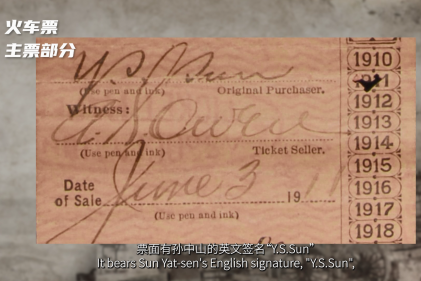 火车票
主票部分
Y.S. Sun
(Use pen and ink)
Original Purchaser.
Witness:
Owen
(Use pen and ink)
Ticket Seller.
Date
of Sale
June 3 1911
(Use pen and ink)
1910
1912
1913
1914
1915
1916
1917
1918
票面有孙中山的英文签名“Y.S.Sun”
It bears Sun Yat-sen's English signature, "Y.S.Sun",